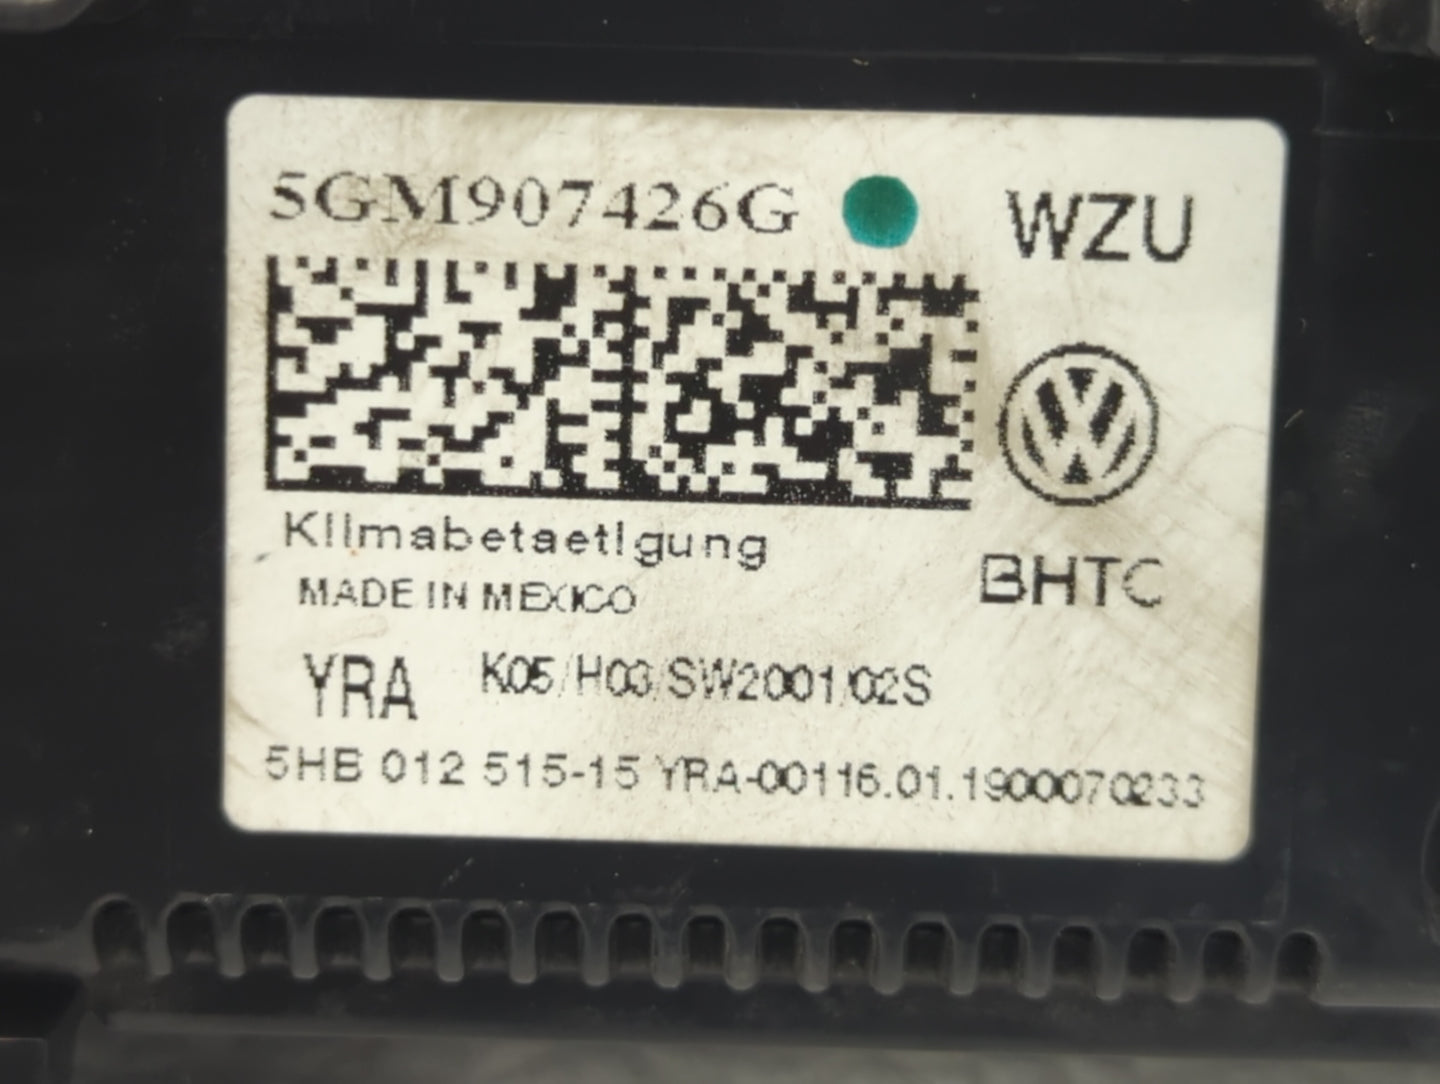 5GM907426G WZU
Klimabetaetigung
BHTC
MADE IN MEXICO
YRA K05/H03/SW2001/02S
5HB 012 515-15 YRA-00116.01.1900070233